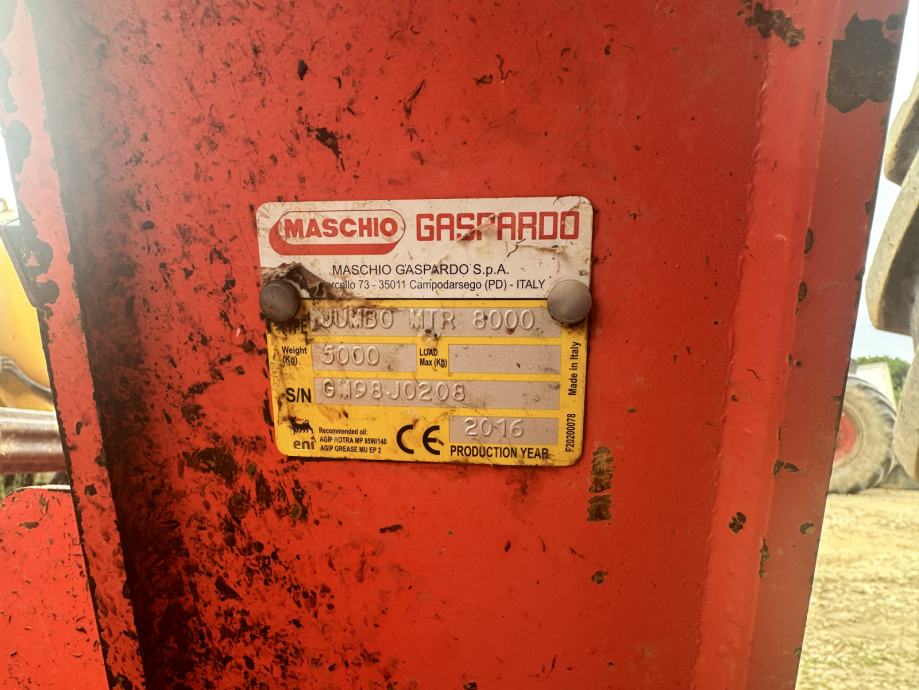 MASCHIO GASPARDO
MASCHIO GASPARDO S.p.A.
73 - 35011 Campodarsego (PD) - ITALY
JUMBO MTR 8000
Weight (Kg) 5000 LOAD Max (Kg)
S/N GM98J0208
Made in Italy
F20200078
eni
Recommended oil:
AGIP ROTRA MP 85W/140
AGIP GREASE MU EP 2
CE
2016
PRODUCTION YEAR